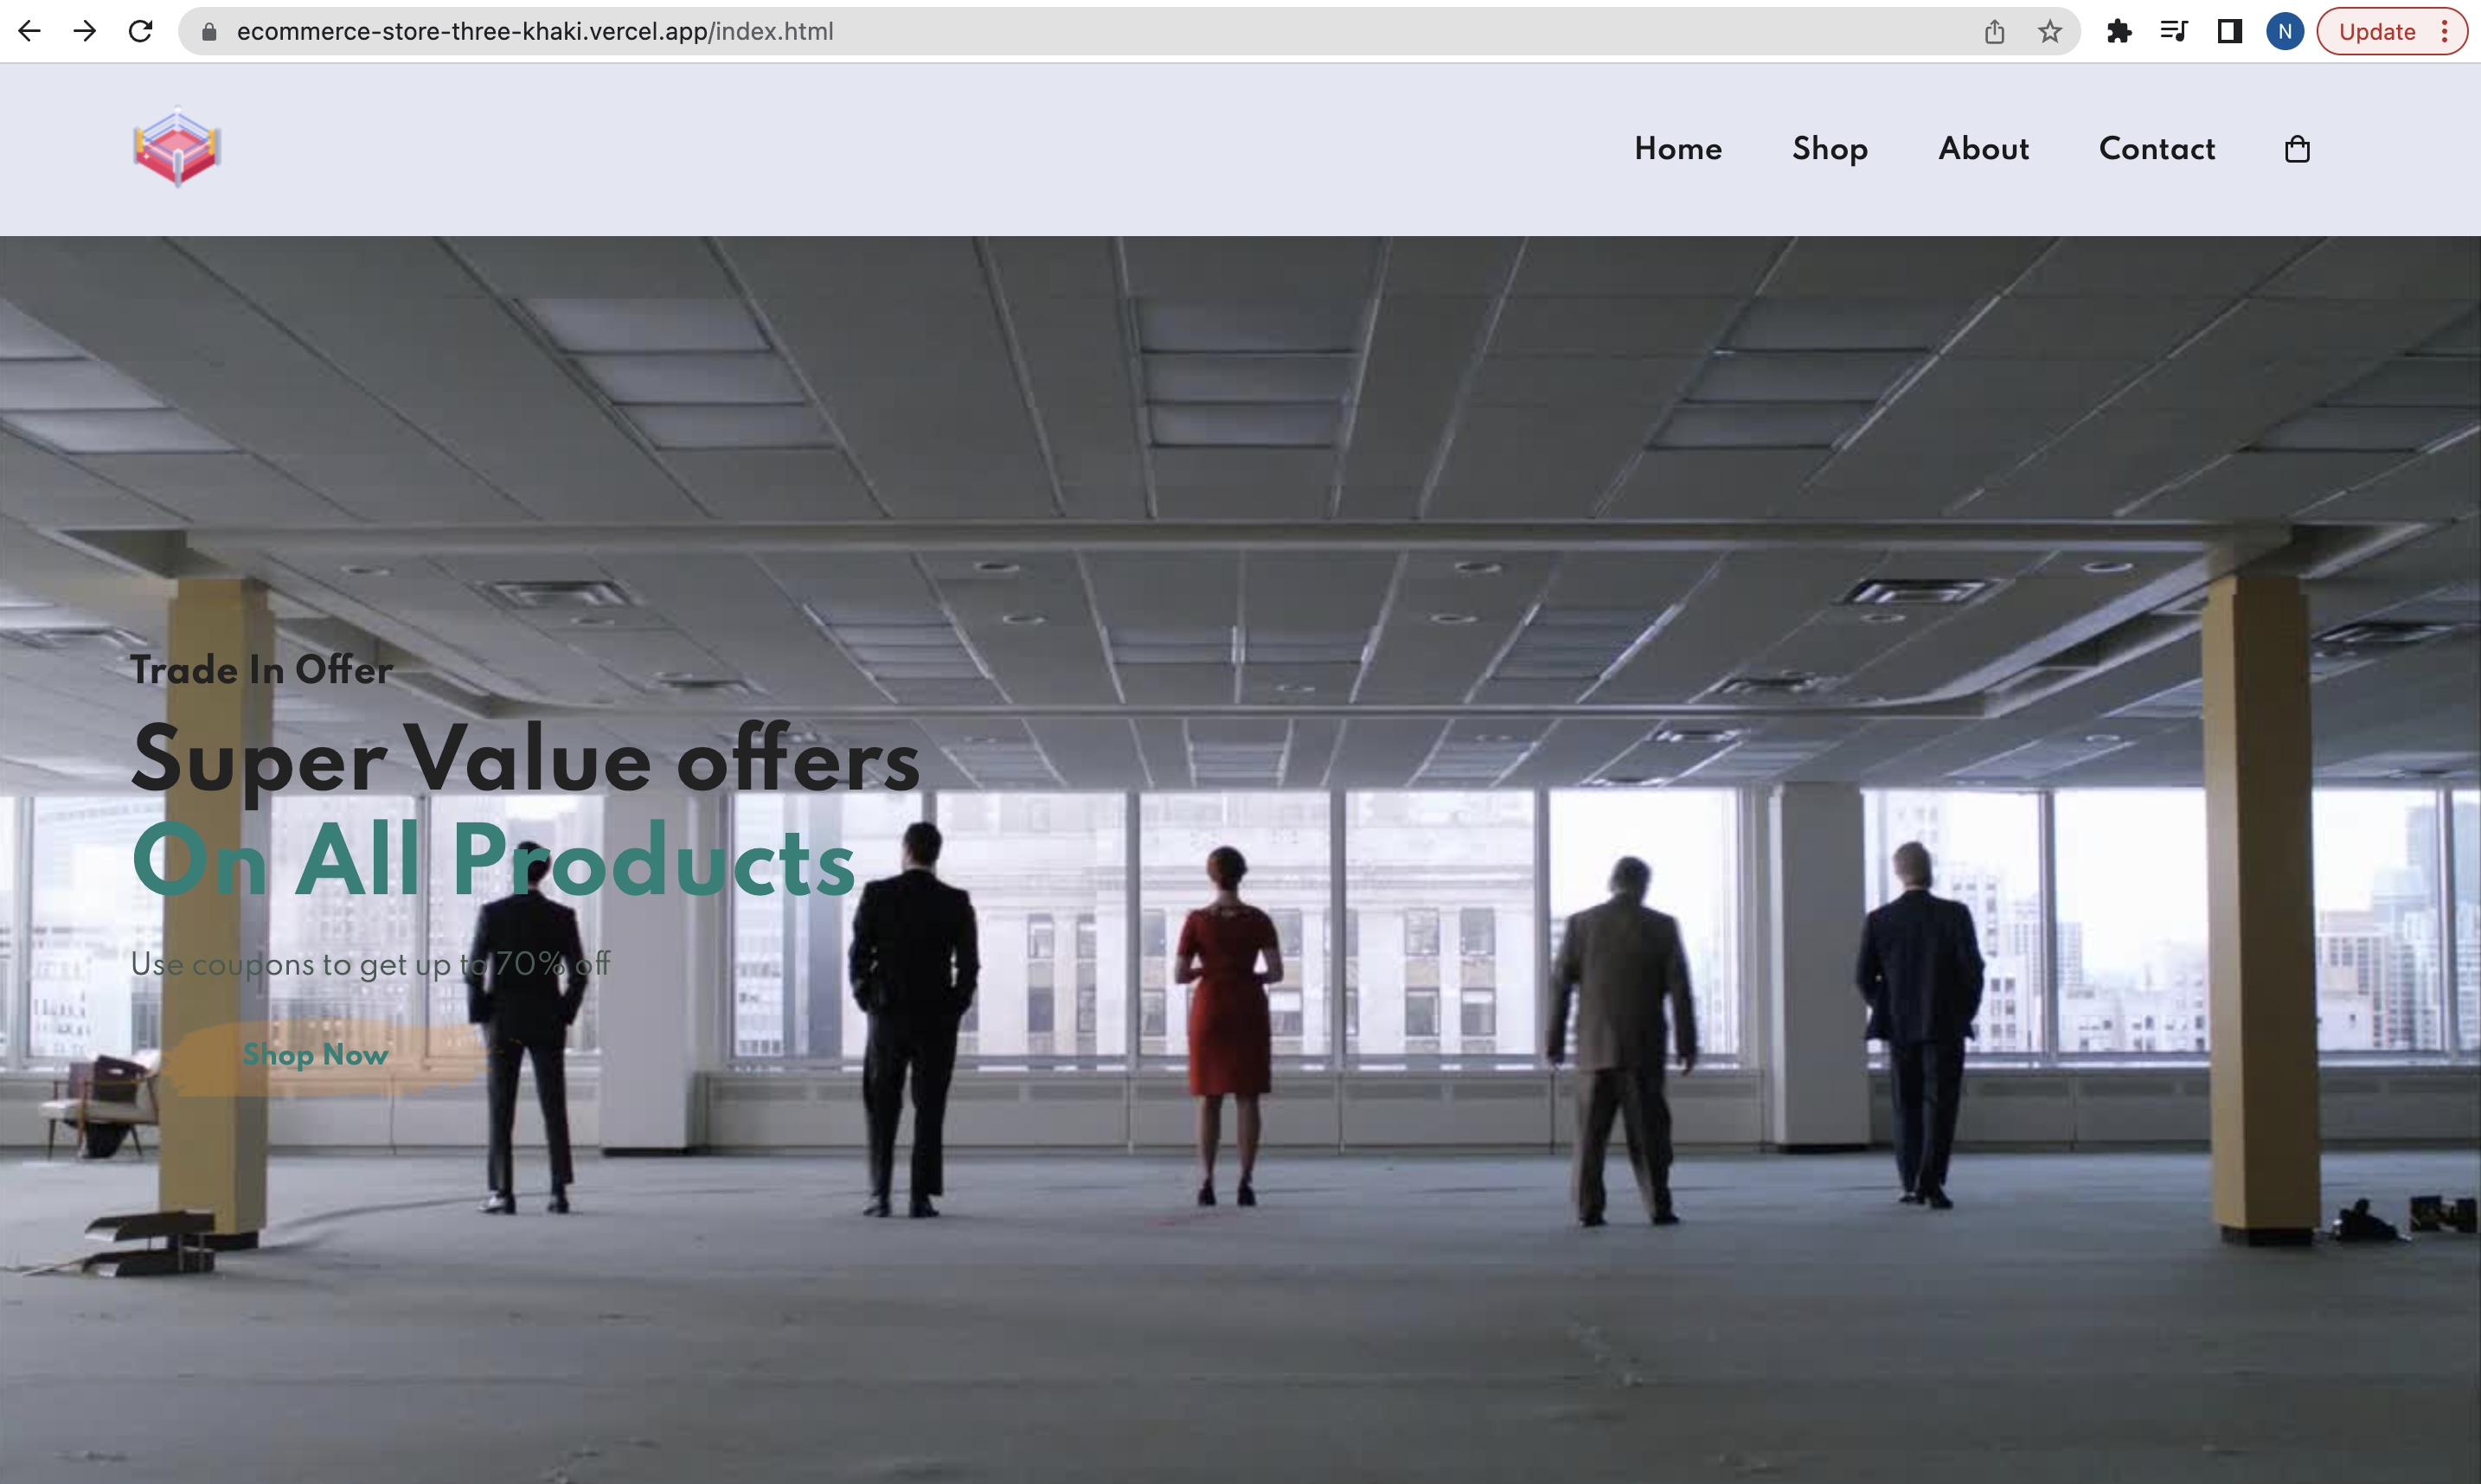 ecommerce-store-three-khaki.vercel.app/index.html
N
Update
Home
Shop
About
Contact
Trade In Offer
Super Value offers
On All Products
Use coupons to get up to 70% off
Shop Now